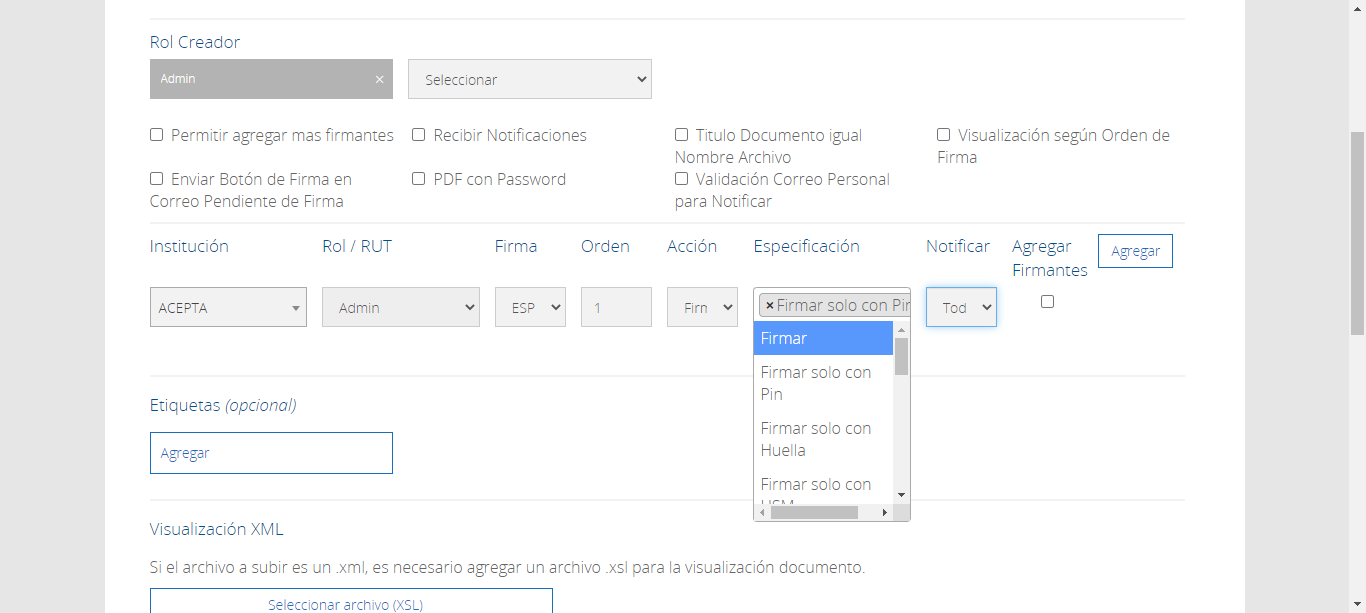 Rol Creador
Admin ×
Seleccionar
Permitir agregar mas firmantes
Recibir Notificaciones
Titulo Documento igual
Nombre Archivo
Visualización según Orden de
Firma
Enviar Botón de Firma en
Correo Pendiente de Firma
PDF con Password
Validación Correo Personal
para Notificar
Institución
Rol / RUT
Firma
Orden
Acción
Especificación
Notificar
Agregar
Firmantes
Agregar
ACEPTA
Admin
ESP
1
Firn
× Firmar solo con Pin
Tod
Firmar
Firmar solo con
Pin
Firmar solo con
Huella
Firmar solo con
HSM
Etiquetas (opcional)
Agregar
Visualización XML
Si el archivo a subir es un .xml, es necesario agregar un archivo .xsl para la visualización documento.
Seleccionar archivo (XSL)